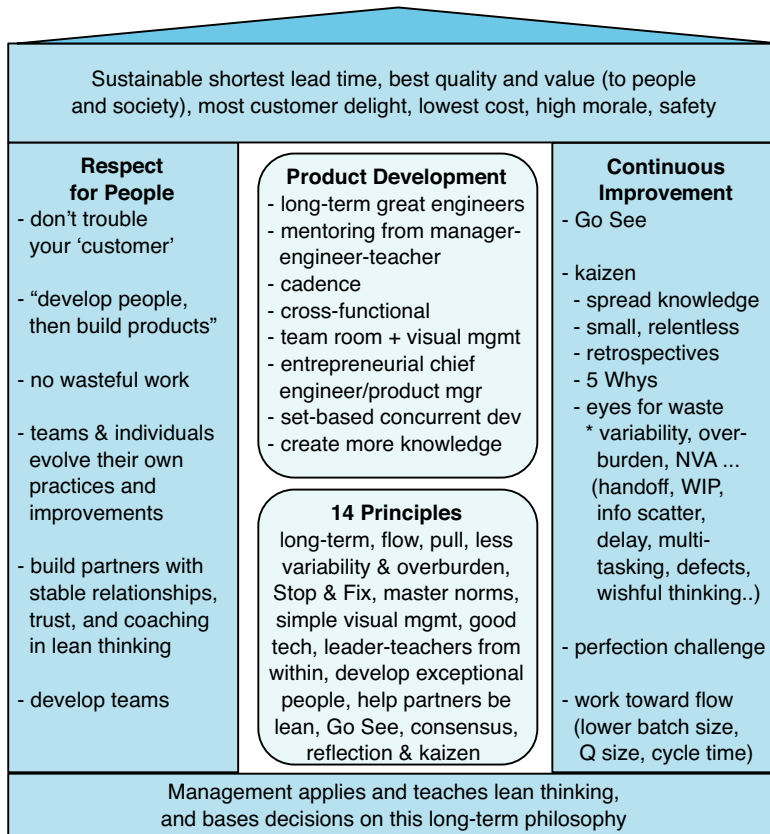 Sustainable shortest lead time, best quality and value (to people
and society), most customer delight, lowest cost, high morale, safety
Respect
for People
- don’t trouble
your ‘customer’
- “develop people,
then build products”
- no wasteful work
- teams & individuals
evolve their own
practices and
improvements
- build partners with
stable relationships,
trust, and coaching
in lean thinking
- develop teams
Product Development
- long-term great engineers
- mentoring from manager-
engineer-teacher
- cadence
- cross-functional
- team room + visual mgmt
- entrepreneurial chief
engineer/product mgr
- set-based concurrent dev
- create more knowledge
14 Principles
long-term, flow, pull, less
variability & overburden,
Stop & Fix, master norms,
simple visual mgmt, good
tech, leader-teachers from
within, develop exceptional
people, help partners be
lean, Go See, consensus,
reflection & kaizen
Continuous
Improvement
- Go See
- kaizen
- spread knowledge
- small, relentless
- retrospectives
- 5 Whys
- eyes for waste
* variability, over-
burden, NVA ...
(handoff, WIP,
info scatter,
delay, multi-
tasking, defects,
wishful thinking..)
- perfection challenge
- work toward flow
(lower batch size,
Q size, cycle time)
Management applies and teaches lean thinking,
and bases decisions on this long-term philosophy